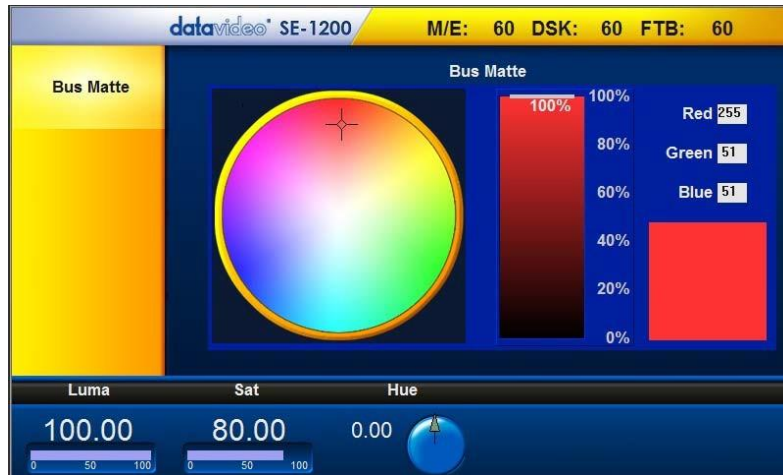 datavideo SE-1200 M/E: 60 DSK: 60 FTB: 60
Bus Matte
Bus Matte
100%
100%
80%
60%
40%
20%
0%
Red 255
Green 51
Blue 51
Luma Sat Hue
100.00 80.00 0.00
0 50 100 0 50 100